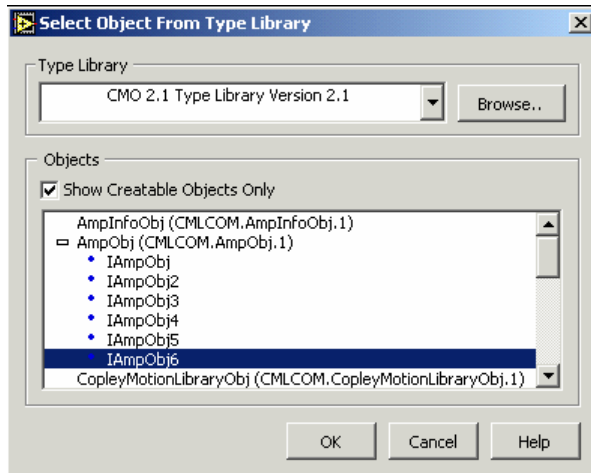 Select Object From Type Library
Type Library
CMO 2.1 Type Library Version 2.1
Browse..
Objects
Show Creatable Objects Only
AmpInfoObj (CMLCOM.AmpInfoObj.1)
AmpObj (CMLCOM.AmpObj.1)
IAmpObj
IAmpObj2
IAmpObj3
IAmpObj4
IAmpObj5
IAmpObj6
CopleyMotionLibraryObj (CMLCOM.CopleyMotionLibraryObj.1)
OK Cancel Help